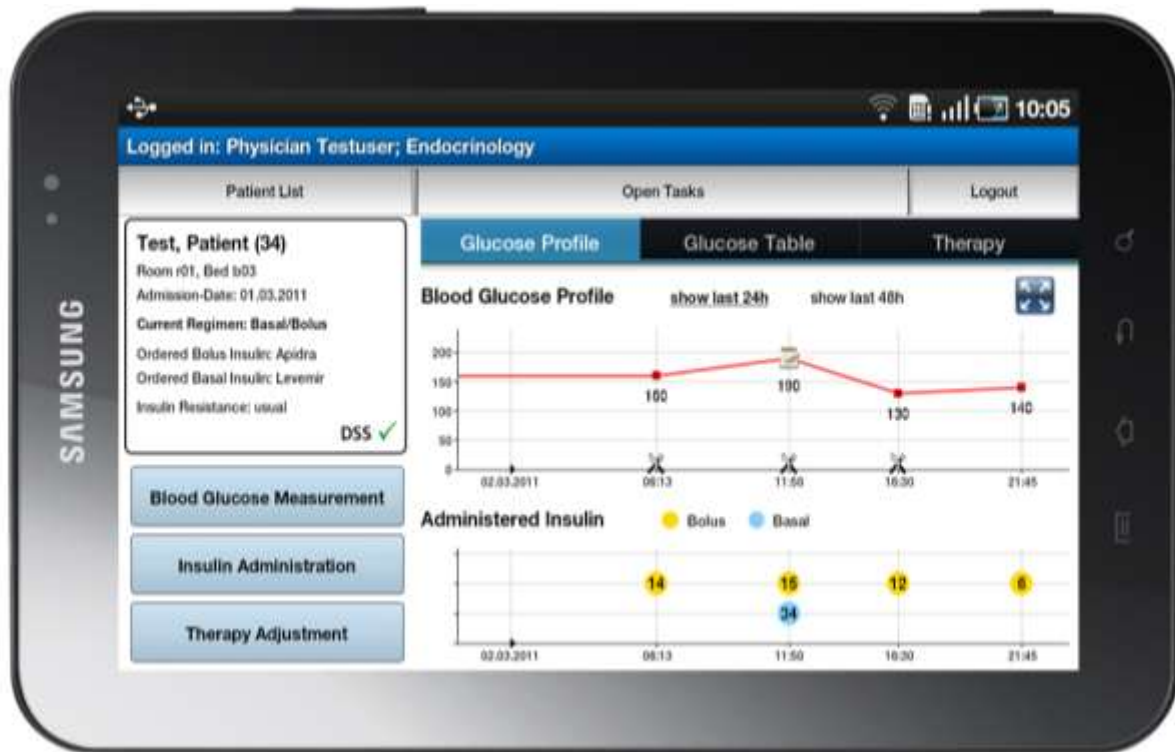 SAMSUNG
10:05
Logged in: Physician Testuser; Endocrinology
Patient List
Open Tasks
Logout
Test, Patient (34)
Room r01, Bed b03
Admission-Date: 01.03.2011
Current Regimen: Basal/Bolus
Ordered Bolus Insulin: Apidra
Ordered Basal Insulin: Levemir
Insulin Resistance: usual
DSS ✓
Blood Glucose Measurement
Insulin Administration
Therapy Adjustment
Glucose Profile
Glucose Table
Therapy
Blood Glucose Profile
show last 24h
show last 48h
200
150
100
50
0
160
190
130
140
02.03.2011
06:13
11:50
16:30
21:45
Administered Insulin
Bolus
Basal
14
15
12
6
34
02.03.2011
06:13
11:50
16:30
21:45